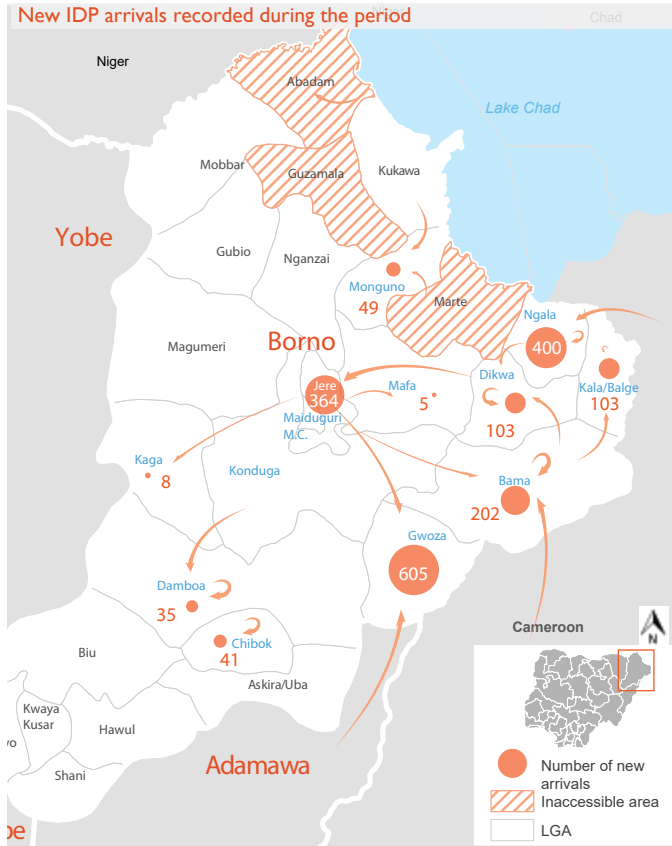 New IDP arrivals recorded during the period
Niger
Chad
Niger
Abadam
Lake Chad
Mobbar
Guzamala
Kukawa
Yobe
Gubio
Nganzai
Monguno
49
Marte
Ngala
400
Magumeri
Borno
Jere
364
Mafa
5
Dikwa
103
Kala/Balge
103
Maiduguri
M.C.
Kaga
8
Konduga
Bama
202
Gwoza
605
Damboa
35
Chibok
41
Cameroon
N
Biu
Askira/Uba
Kwaya
Kusar
Hawul
vo
Shani
Adamawa
be
Number of new
arrivals
Inaccessible area
LGA